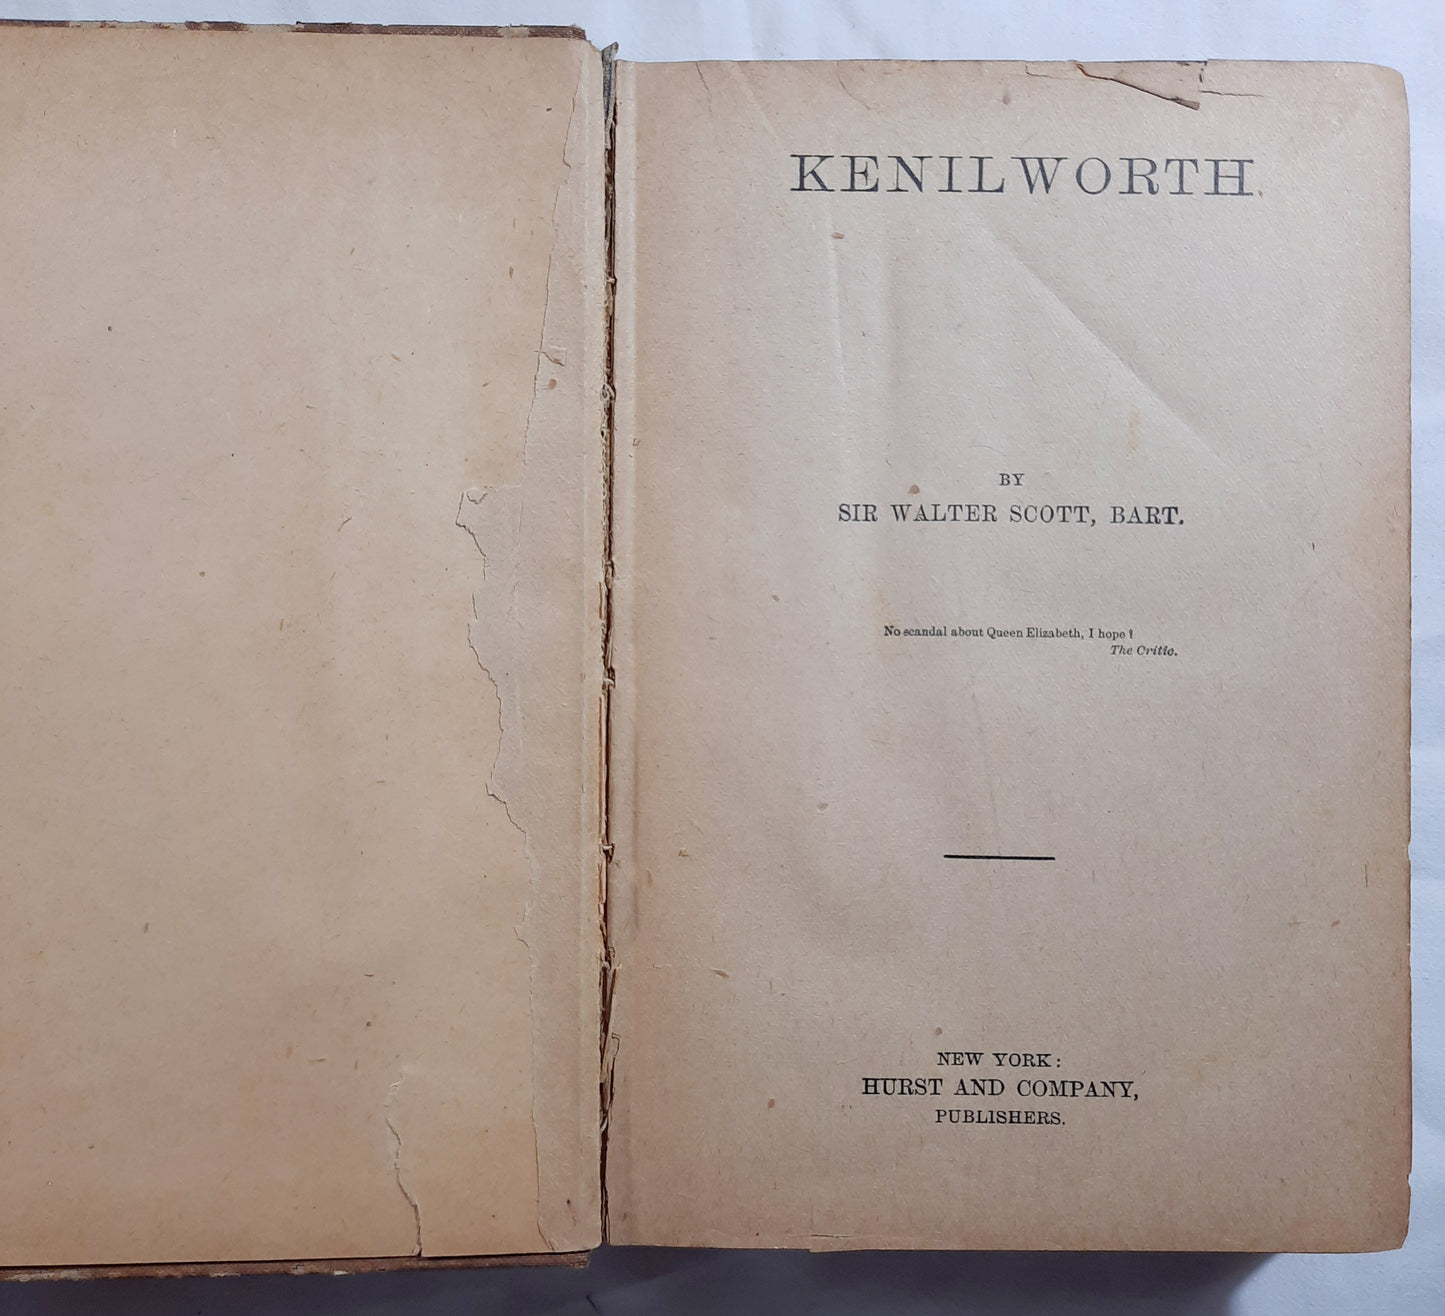 KENILWORTH.
BY
SIR WALTER SCOTT, BART.
No scandal about Queen Elizabeth, I hope?
The Critic.
NEW YORK:
HURST AND COMPANY,
PUBLISHERS.